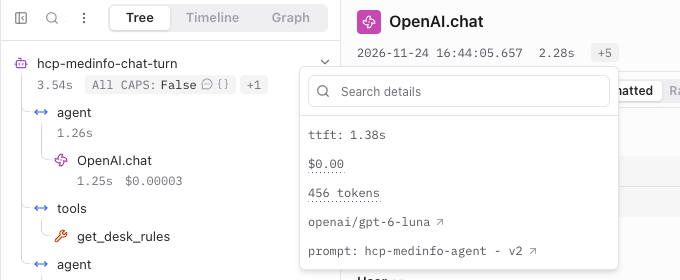 Tree
Timeline
Graph
OpenAI.chat
2026-11-24 16:44:05.657 2.28s +5
hcp-medinfo-chat-turn
3.54s All CAPS: False {} +1
agent
1.26s
OpenAI.chat
1.25s $0.00003
tools
get_desk_rules
agent
Search details
ttft: 1.38s
$0.00
456 tokens
openai/gpt-6-luna
prompt: hcp-medinfo-agent - v2